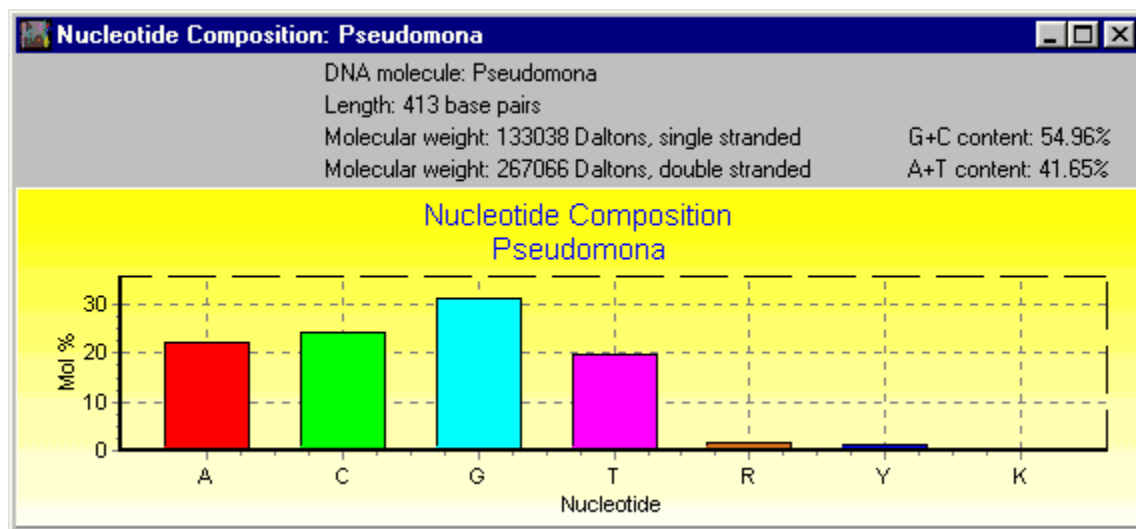 Nucleotide Composition: Pseudomona
DNA molecule: Pseudomona
Length: 413 base pairs
Molecular weight: 133038 Daltons, single stranded G+C content: 54.96%
Molecular weight: 267066 Daltons, double stranded A+T content: 41.65%
Nucleotide Composition
Pseudomona
30
20
10
0
Mol %
A C G T R Y K
Nucleotide